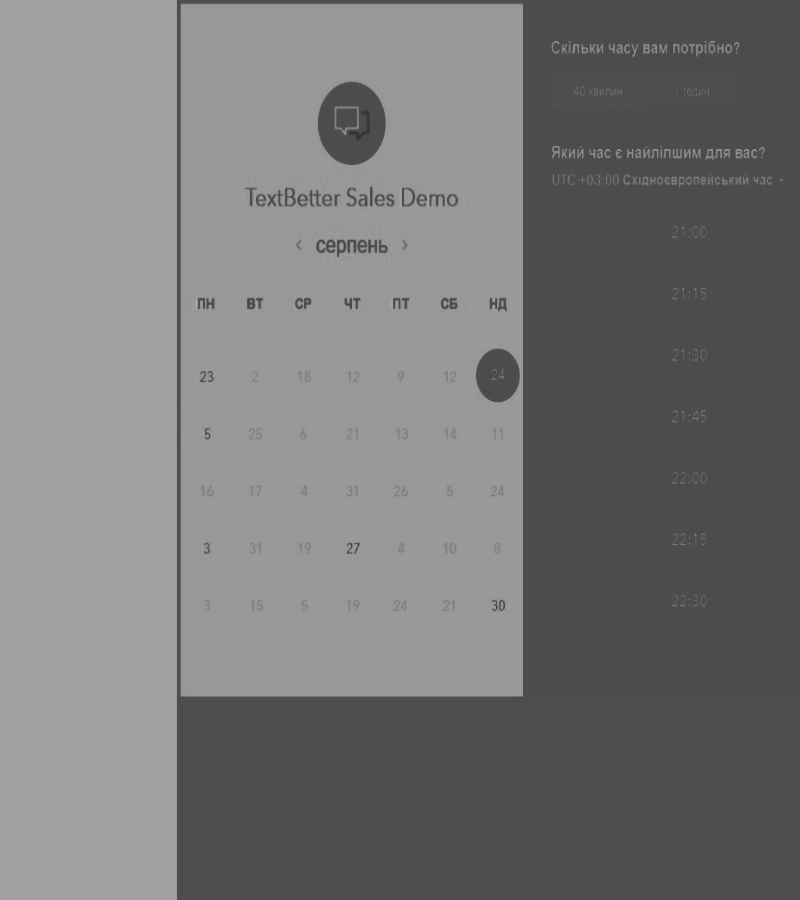 TextBetter Sales Demo
‹ серпень ›
ПН ВТ СР ЧТ ПТ СБ НД
23 2 18 12 9 12 24
5 25 6 21 13 14 11
16 17 4 31 26 5 24
3 31 19 27 4 10 8
3 15 5 19 24 21 30
Скільки часу вам потрібно?
40 хвилин 1 годин
Який час є найліпшим для вас?
UTC +03:00 Східноєвропейський час
21:00
21:15
21:30
21:45
22:00
22:15
22:30